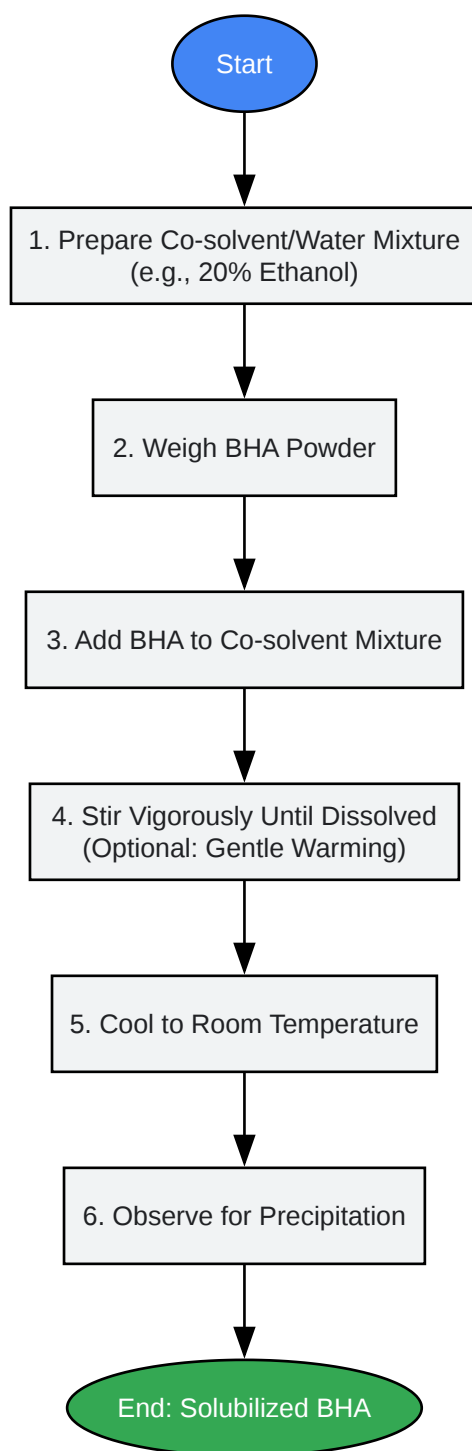 Start
1. Prepare Co-solvent/Water Mixture
(e.g., 20% Ethanol)
2. Weigh BHA Powder
3. Add BHA to Co-solvent Mixture
4. Stir Vigorously Until Dissolved
(Optional: Gentle Warming)
5. Cool to Room Temperature
6. Observe for Precipitation
End: Solubilized BHA